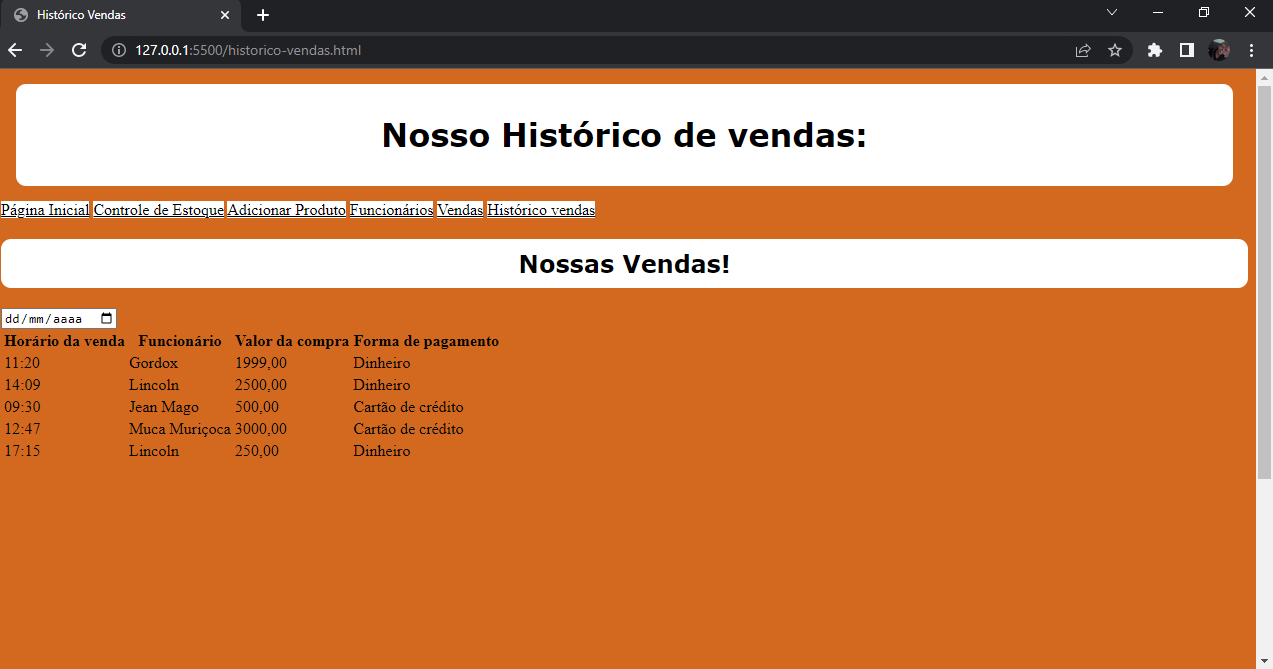 Histórico Vendas
127.0.0.1:5500/historico-vendas.html
Nosso Histórico de vendas:
Página Inicial Controle de Estoque Adicionar Produto Funcionários Vendas Histórico vendas
Nossas Vendas!
dd/mm/aaaa
Horário da venda Funcionário Valor da compra Forma de pagamento
11:20 Gordox 1999,00 Dinheiro
14:09 Lincoln 2500,00 Dinheiro
09:30 Jean Mago 500,00 Cartão de crédito
12:47 Muca Muriçoca 3000,00 Cartão de crédito
17:15 Lincoln 250,00 Dinheiro